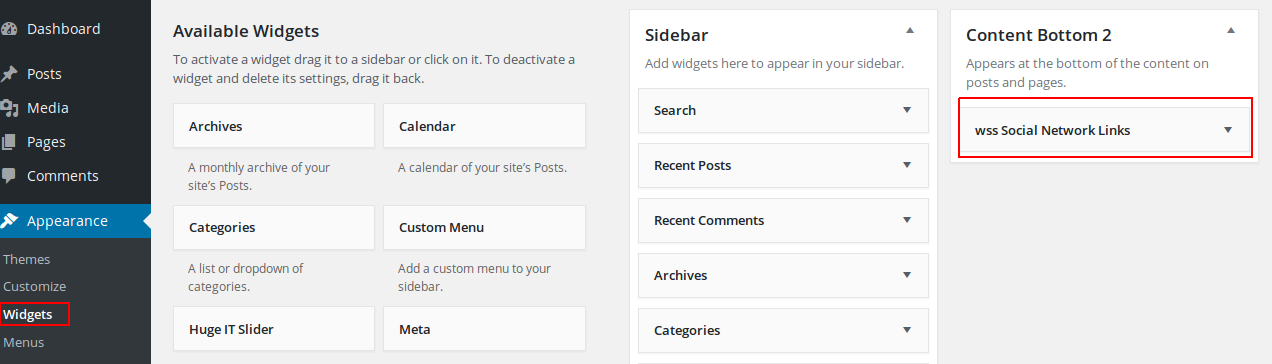 Dashboard
Posts
Media
Pages
Comments
Appearance
Themes
Customize
Widgets
Menus
Available Widgets
To activate a widget drag it to a sidebar or click on it. To deactivate a
widget and delete its settings, drag it back.
Archives
A monthly archive of your
site's Posts.
Calendar
A calendar of your site's Posts.
Categories
A list or dropdown of
categories.
Custom Menu
Add a custom menu to your
sidebar.
Huge IT Slider
Meta
Sidebar
Add widgets here to appear in your sidebar.
Search
Recent Posts
Recent Comments
Archives
Categories
Content Bottom 2
Appears at the bottom of the content on
posts and pages.
wss Social Network Links